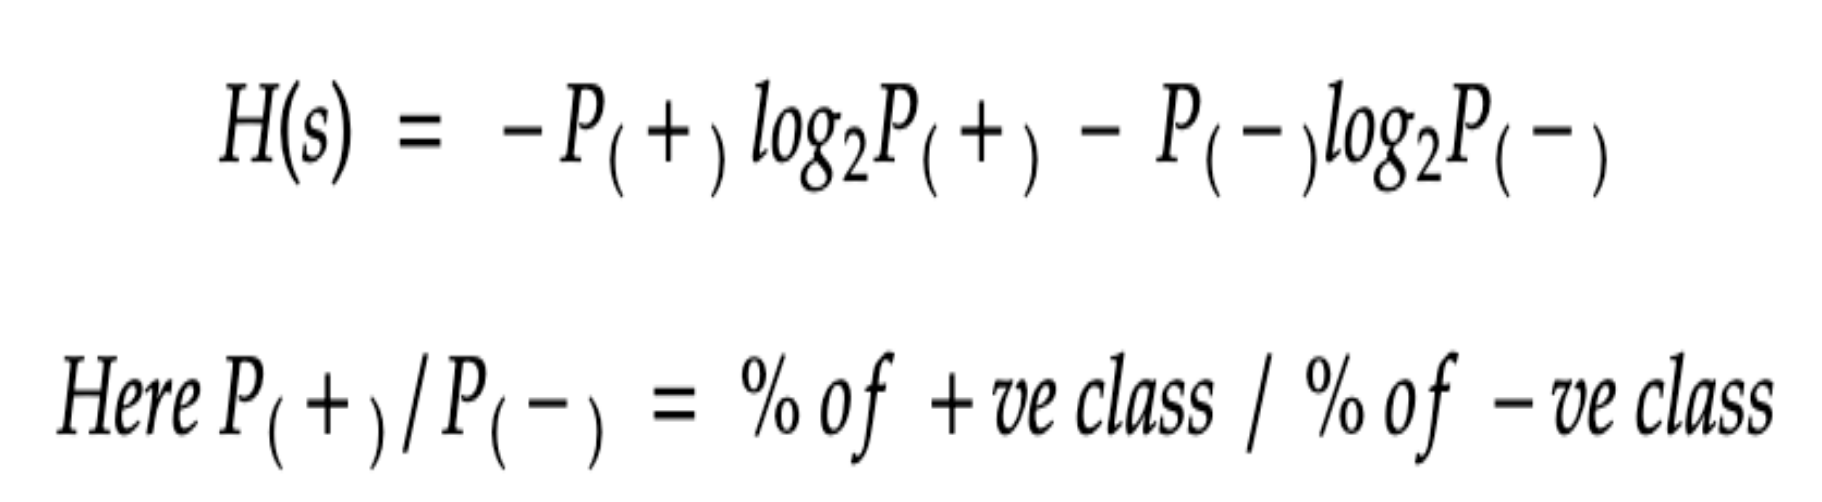 H(s) = −P₍+₎ log₂P₍+₎ − P₍−₎log₂P₍−₎
Here P₍+₎/P₍−₎ = % of +ve class / % of −ve class